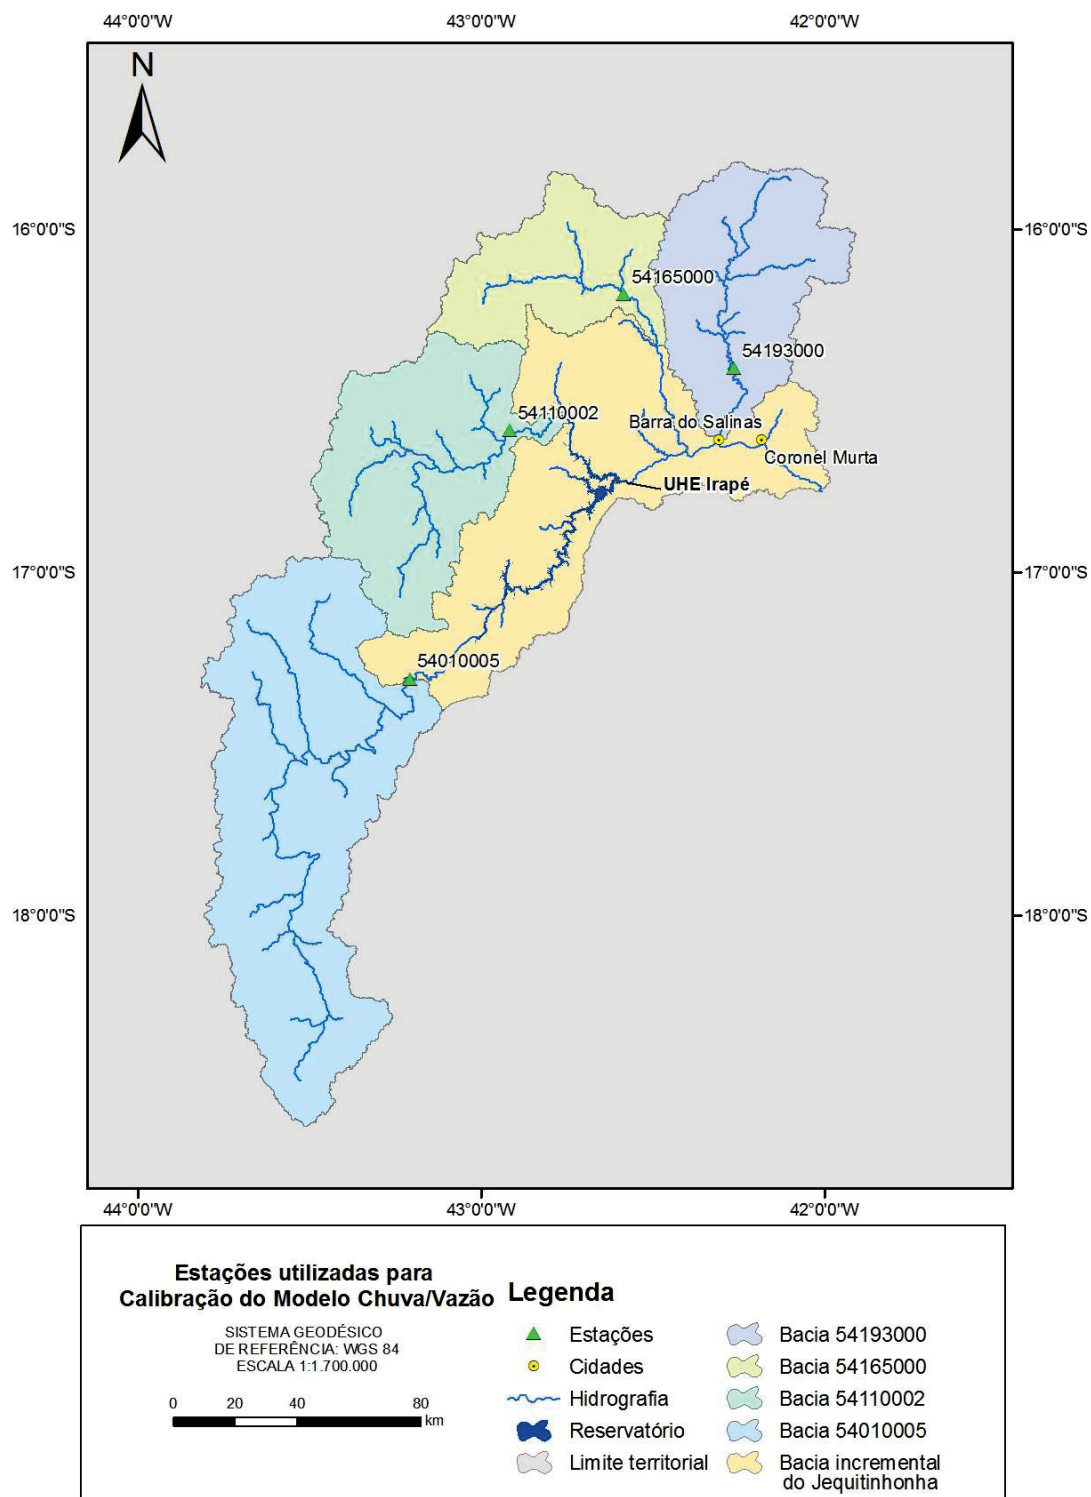 44°0'0"W
43°0'0"W
42°0'0"W
N
16°0'0"S
16°0'0"S
54165000
54193000
54110002
Barra do Salinas
Coronel Murta
UHE Irapé
17°0'0"S
17°0'0"S
54010005
18°0'0"S
18°0'0"S
44°0'0"W
43°0'0"W
42°0'0"W
Estações utilizadas para
Calibração do Modelo Chuva/Vazão
SISTEMA GEODÉSICO
DE REFERÊNCIA: WGS 84
ESCALA 1:1.700.000
0 20 40 80
km
Legenda
Estações
Cidades
Hidrografia
Reservatório
Limite territorial
Bacia 54193000
Bacia 54165000
Bacia 54110002
Bacia 54010005
Bacia incremental
do Jequitinhonha